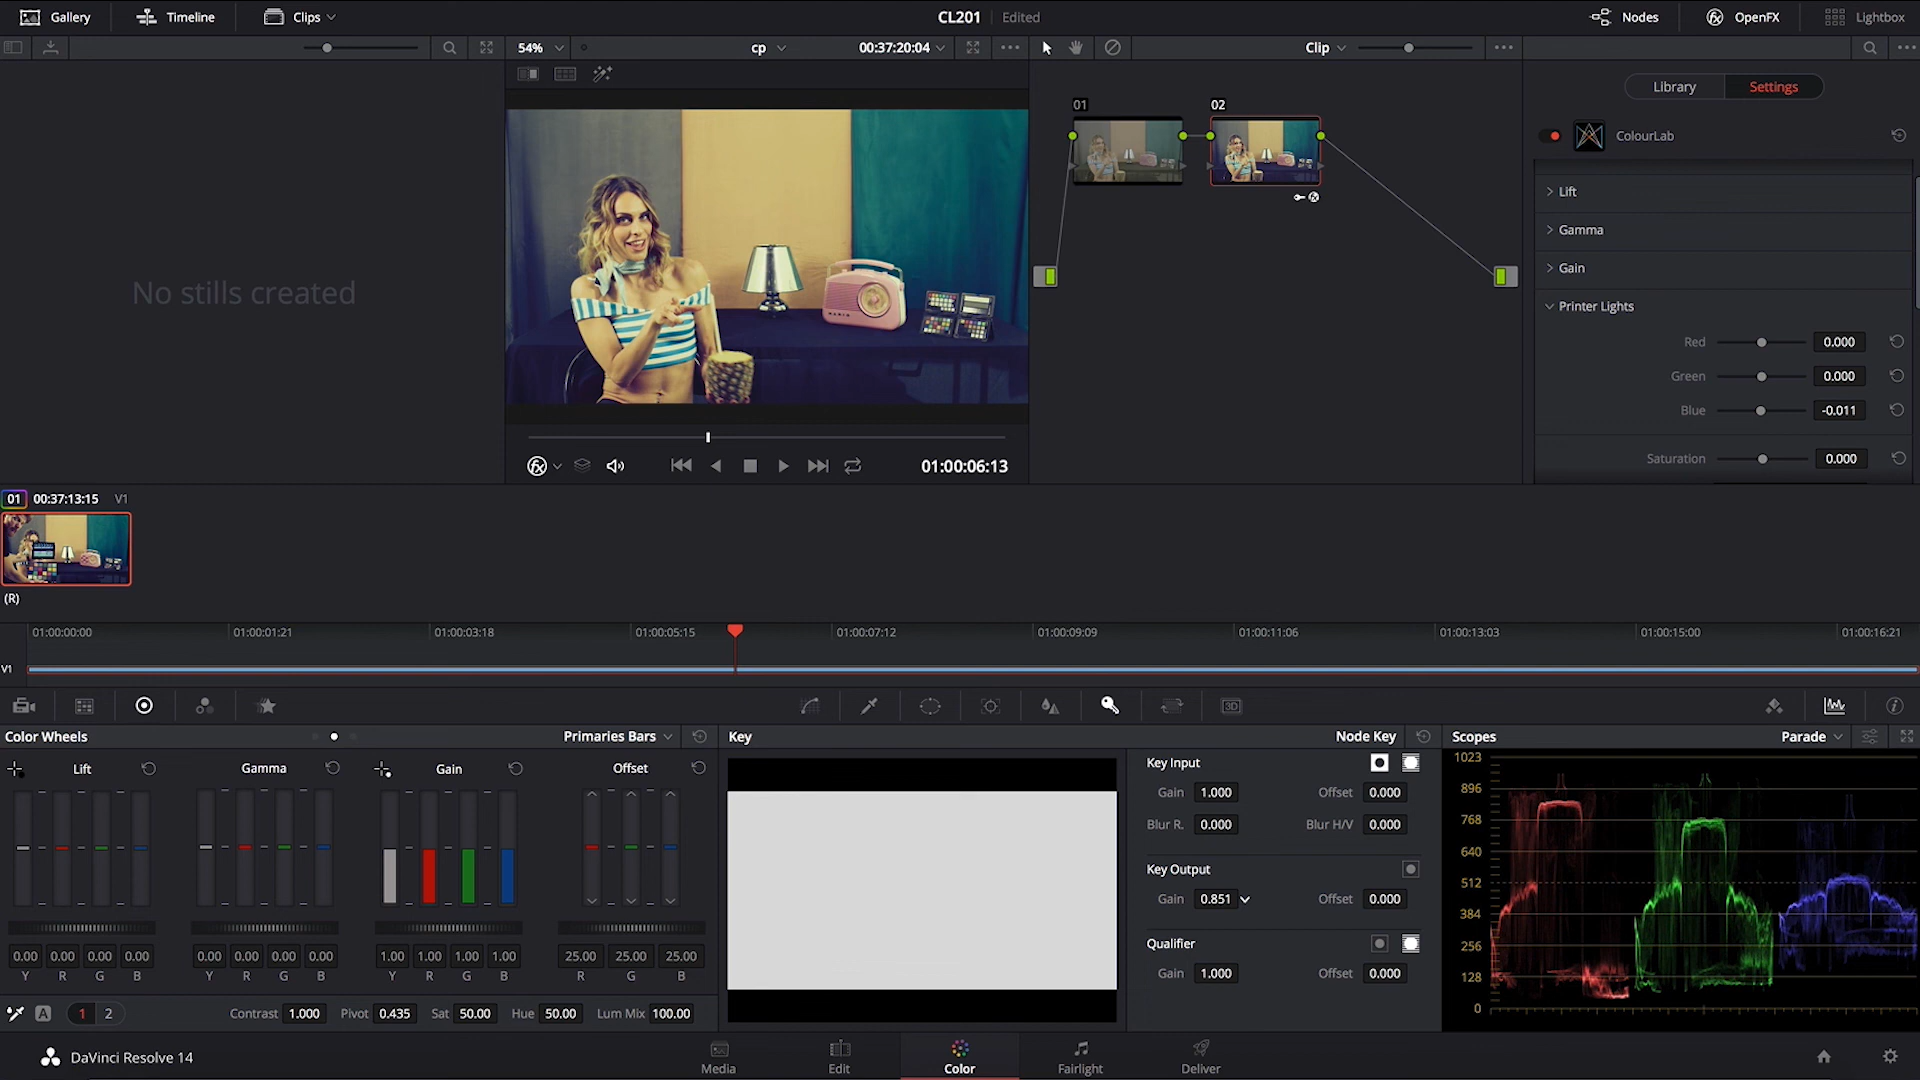 Gallery Timeline Clips CL201 Edited Nodes OpenFX Lightbox
54% cp 00:37:20:04 Clip
Library Settings
01 02
ColourLab
Lift
Gamma
Gain
Printer Lights
Red 0.000
Green 0.000
Blue -0.011
Saturation 0.000
No stills created
MARIA
01:00:06:13
01 00:37:13:15 V1
(R)
01:00:00:00 01:00:01:21 01:00:03:18 01:00:05:15 01:00:07:12 01:00:09:09 01:00:11:06 01:00:13:03 01:00:15:00 01:00:16:21
V1
3D
Color Wheels Primaries Bars Key Node Key Scopes Parade
Lift Gamma Gain Offset
0.00 0.00 0.00 0.00 0.00 0.00 0.00 0.00 1.00 1.00 1.00 1.00 25.00 25.00 25.00
Y R G B Y R G B Y R G B R G B
A 1 2 Contrast 1.000 Pivot 0.435 Sat 50.00 Hue 50.00 Lum Mix 100.00
Key Input
Gain 1.000 Offset 0.000
Blur R. 0.000 Blur H/V 0.000
Key Output
Gain 0.851 Offset 0.000
Qualifier
Gain 1.000 Offset 0.000
1023
896
768
640
512
384
256
128
0
DaVinci Resolve 14 Media Edit Color Fairlight Deliver